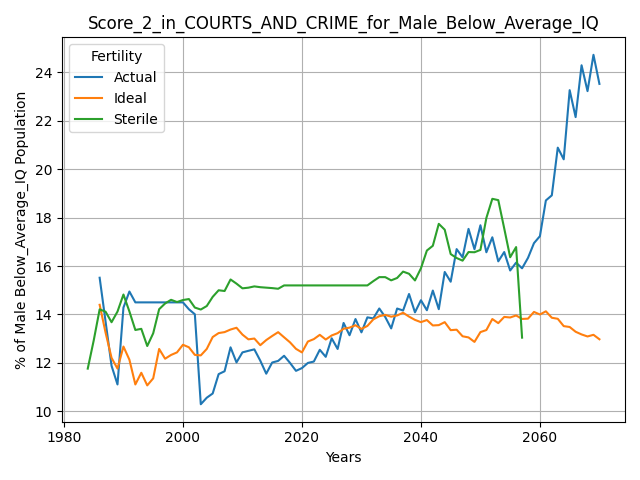 Score_2_in_COURTS_AND_CRIME_for_Male_Below_Average_IQ
Fertility
Actual
Ideal
Sterile
% of Male Below_Average_IQ Population
24
22
20
18
16
14
12
10
1980
2000
2020
2040
2060
Years